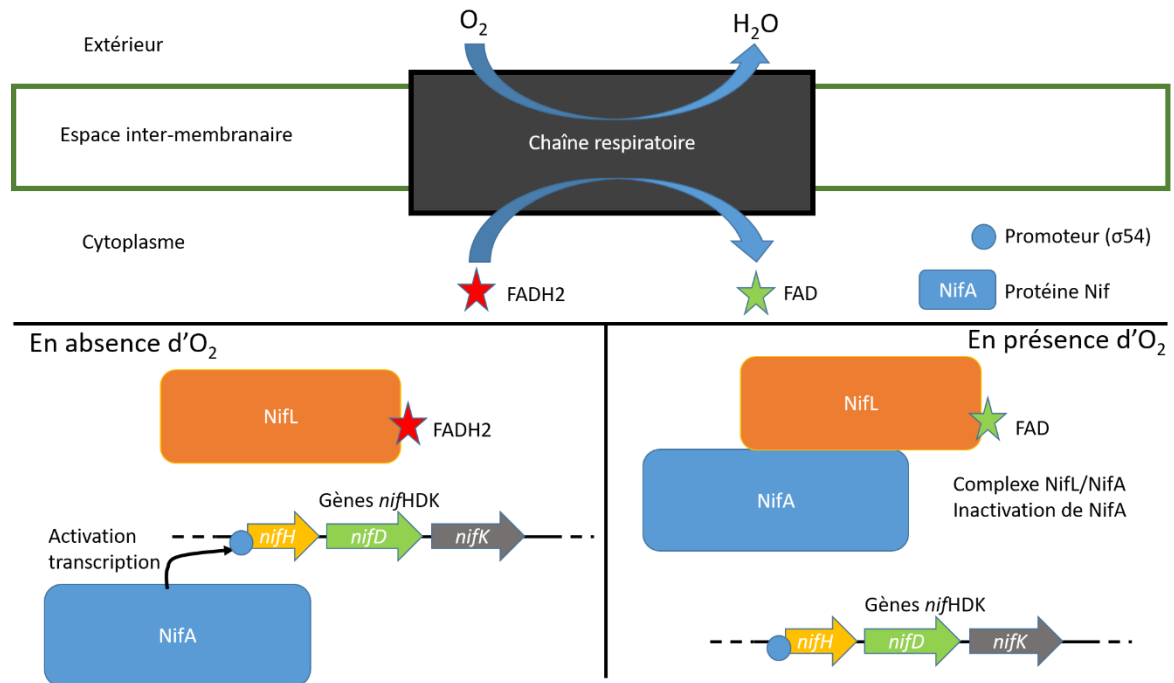 O₂
H₂O
Extérieur
Espace inter-membranaire
Chaîne respiratoire
Cytoplasme
FADH2
FAD
Promoteur (σ54)
NifA
Protéine Nif
En absence d’O₂
NifL
FADH2
Gènes nifHDK
Activation
transcription
nifH
nifD
nifK
NifA
En présence d’O₂
NifL
FAD
NifA
Complexe NifL/NifA
Inactivation de NifA
Gènes nifHDK
nifH
nifD
nifK